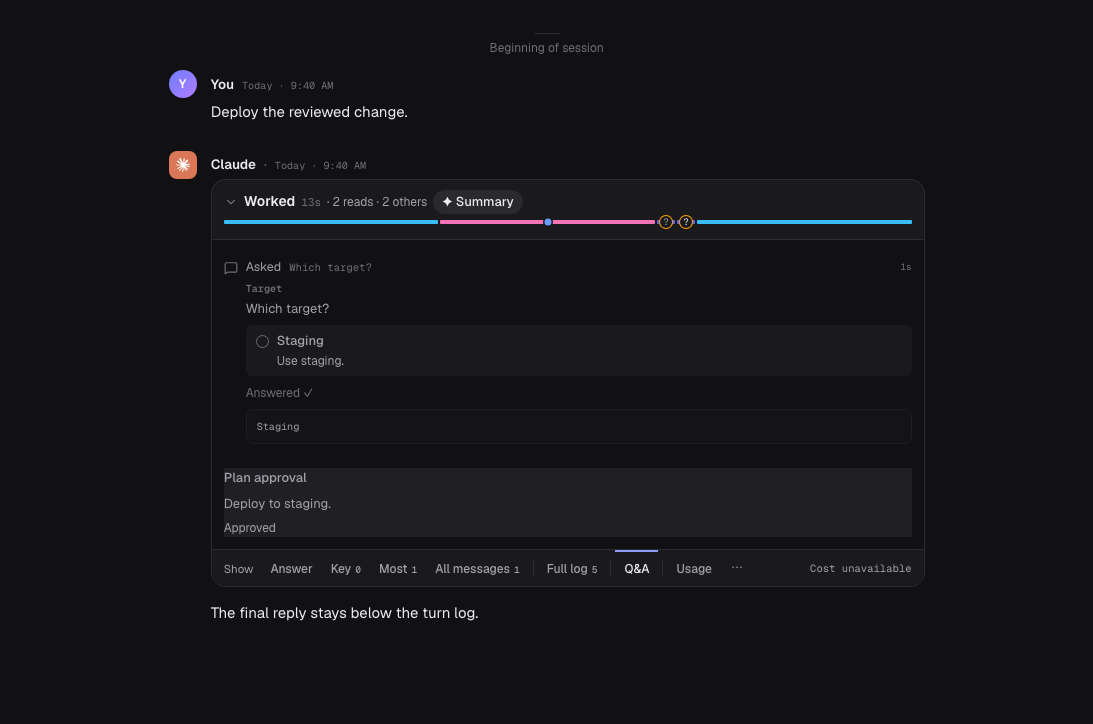 Beginning of session
Y You Today · 9:40 AM
Deploy the reviewed change.
Claude · Today · 9:40 AM
Worked 13s · 2 reads · 2 others Summary
? ?
Asked Which target? 1s
Target
Which target?
Staging
Use staging.
Answered ✓
Staging
Plan approval
Deploy to staging.
Approved
Show Answer Key 0 Most 1 All messages 1 Full log 5 Q&A Usage ··· Cost unavailable
The final reply stays below the turn log.